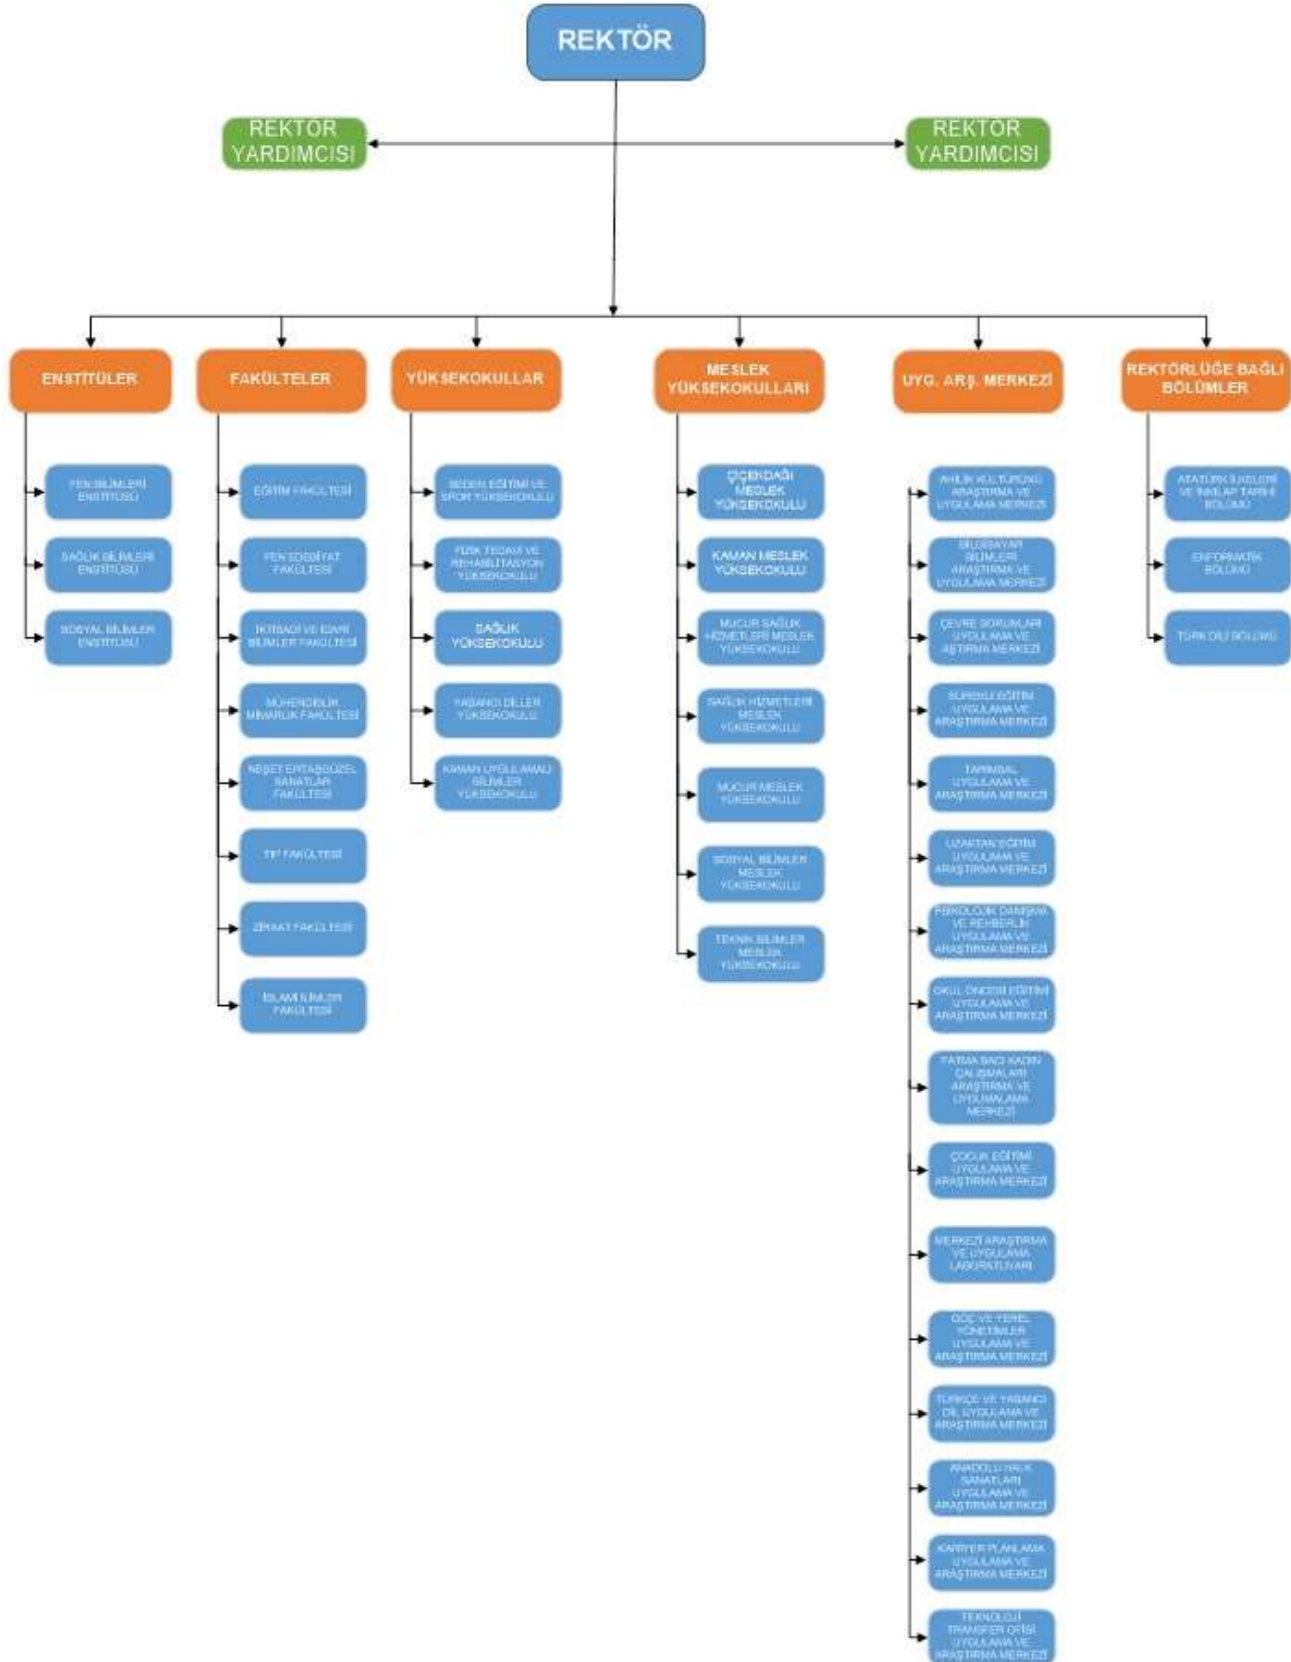 REKTÖR
REKTÖR
YARDIMCISI
REKTÖR
YARDIMCISI
ENSTİTÜLER
FEN BİLİMLERİ
ENSTİTÜSÜ
SAĞLIK BİLİMLERİ
ENSTİTÜSÜ
SOSYAL BİLİMLER
ENSTİTÜSÜ
FAKÜLTELER
EĞİTİM FAKÜLTESİ
FEN EDEBİYAT
FAKÜLTESİ
İKTİSADİ VE İDARİ
BİLİMLER FAKÜLTESİ
MÜHENDİSLİK
MİMARLIK FAKÜLTESİ
NEŞET ERTAŞGÜZEL
SANATLAR
FAKÜLTESİ
TIP FAKÜLTESİ
ZİRAAT FAKÜLTESİ
İSLAMİ İLİMLER
FAKÜLTESİ
YÜKSEKOKULLAR
BEDEN EĞİTİMİ VE
SPOR YÜKSEKOKULU
FİZİK TEDAVİ VE
REHABİLİTASYON
YÜKSEKOKULU
SAĞLIK
YÜKSEKOKULU
YABANCI DİLLER
YÜKSEKOKULU
KAMAN UYGULAMALI
BİLİMLER
YÜKSEKOKULU
MESLEK
YÜKSEKOKULLARI
ÇİÇEKDAĞI
MESLEK
YÜKSEKOKULU
KAMAN MESLEK
YÜKSEKOKULU
MUCUR SAĞLIK
HİZMETLERİ MESLEK
YÜKSEKOKULU
SAĞLIK HİZMETLERİ
MESLEK
YÜKSEKOKULU
MUCUR MESLEK
YÜKSEKOKULU
SOSYAL BİLİMLER
MESLEK
YÜKSEKOKULU
TEKNİK BİLİMLER
MESLEK
YÜKSEKOKULU
UYG. ARŞ. MERKEZİ
AHİLİK KÜLTÜRÜNÜ
ARAŞTIRMA VE
UYGULAMA MERKEZİ
BİLGİSAYAR
BİLİMLERİ
ARAŞTIRMA VE
UYGULAMA MERKEZİ
ÇEVRE SORUNLARI
UYGULAMA VE
AŞTIRMA MERKEZİ
SÜREKLİ EĞİTİM
UYGULAMA VE
ARAŞTIRMA MERKEZİ
TARIMSAL
UYGULAMA VE
ARAŞTIRMA MERKEZİ
UZAKTAN EĞİTİM
UYGULAMA VE
ARAŞTIRMA MERKEZİ
PSİKOLOJİK DANIŞMA
VE REHBERLİK
UYGULAMA VE
ARAŞTIRMA MERKEZİ
OKUL ÖNCESİ EĞİTİMİ
UYGULAMA VE
ARAŞTIRMA MERKEZİ
FATMA BACI KADIN
ÇALIŞMALARI
ARAŞTIRMA VE
UYGUMALAMA
MERKEZİ
ÇOCUK EĞİTİMİ
UYGULAMA VE
ARAŞTIRMA MERKEZİ
MERKEZİ ARAŞTIRMA
VE UYGULAMA
LABORATUVARI
GÖÇ VE YEREL
YÖNETİMLER
UYGULAMA VE
ARAŞTIRMA MERKEZİ
TÜRKÇE VE YABANCI
DİL UYGULAMA VE
ARAŞTIRMA MERKEZİ
ANADOLU HALK
SANATLARI
UYGULAMA VE
ARAŞTIRMA MERKEZİ
KARİYER PLANLAMA
UYGULAMA VE
ARAŞTIRMA MERKEZİ
TEKNOLOJİ
TRANSFER OFİSİ
UYGULAMA VE
ARAŞTIRMA MERKEZİ
REKTÖRLÜĞE BAĞLI
BÖLÜMLER
ATATÜRK İLKELERİ
VE İNKILAP TARİHİ
BÖLÜMÜ
ENFORMATİK
BÖLÜMÜ
TÜRK DİLİ BÖLÜMÜ